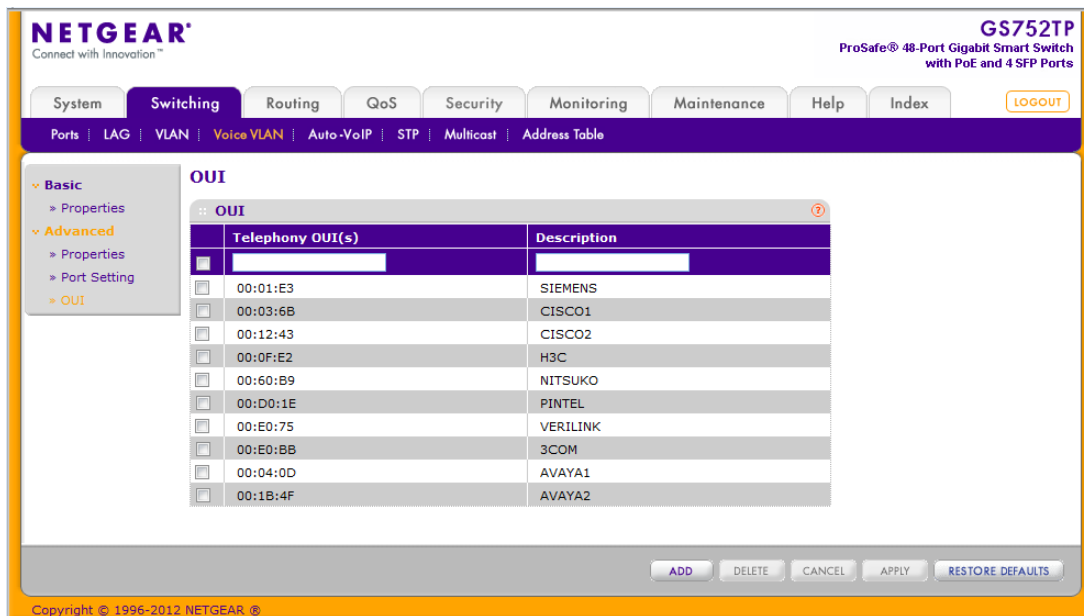 NETGEAR®
Connect with Innovation™
GS752TP
ProSafe® 48-Port Gigabit Smart Switch
with PoE and 4 SFP Ports
System Switching Routing QoS Security Monitoring Maintenance Help Index LOGOUT
Ports | LAG | VLAN | Voice VLAN | Auto-VoIP | STP | Multicast | Address Table
Basic
» Properties
Advanced
» Properties
» Port Setting
» OUI
OUI
:: OUI ?
Telephony OUI(s) Description
00:01:E3 SIEMENS
00:03:6B CISCO1
00:12:43 CISCO2
00:0F:E2 H3C
00:60:B9 NITSUKO
00:D0:1E PINTEL
00:E0:75 VERILINK
00:E0:BB 3COM
00:04:0D AVAYA1
00:1B:4F AVAYA2
ADD DELETE CANCEL APPLY RESTORE DEFAULTS
Copyright © 1996-2012 NETGEAR ®